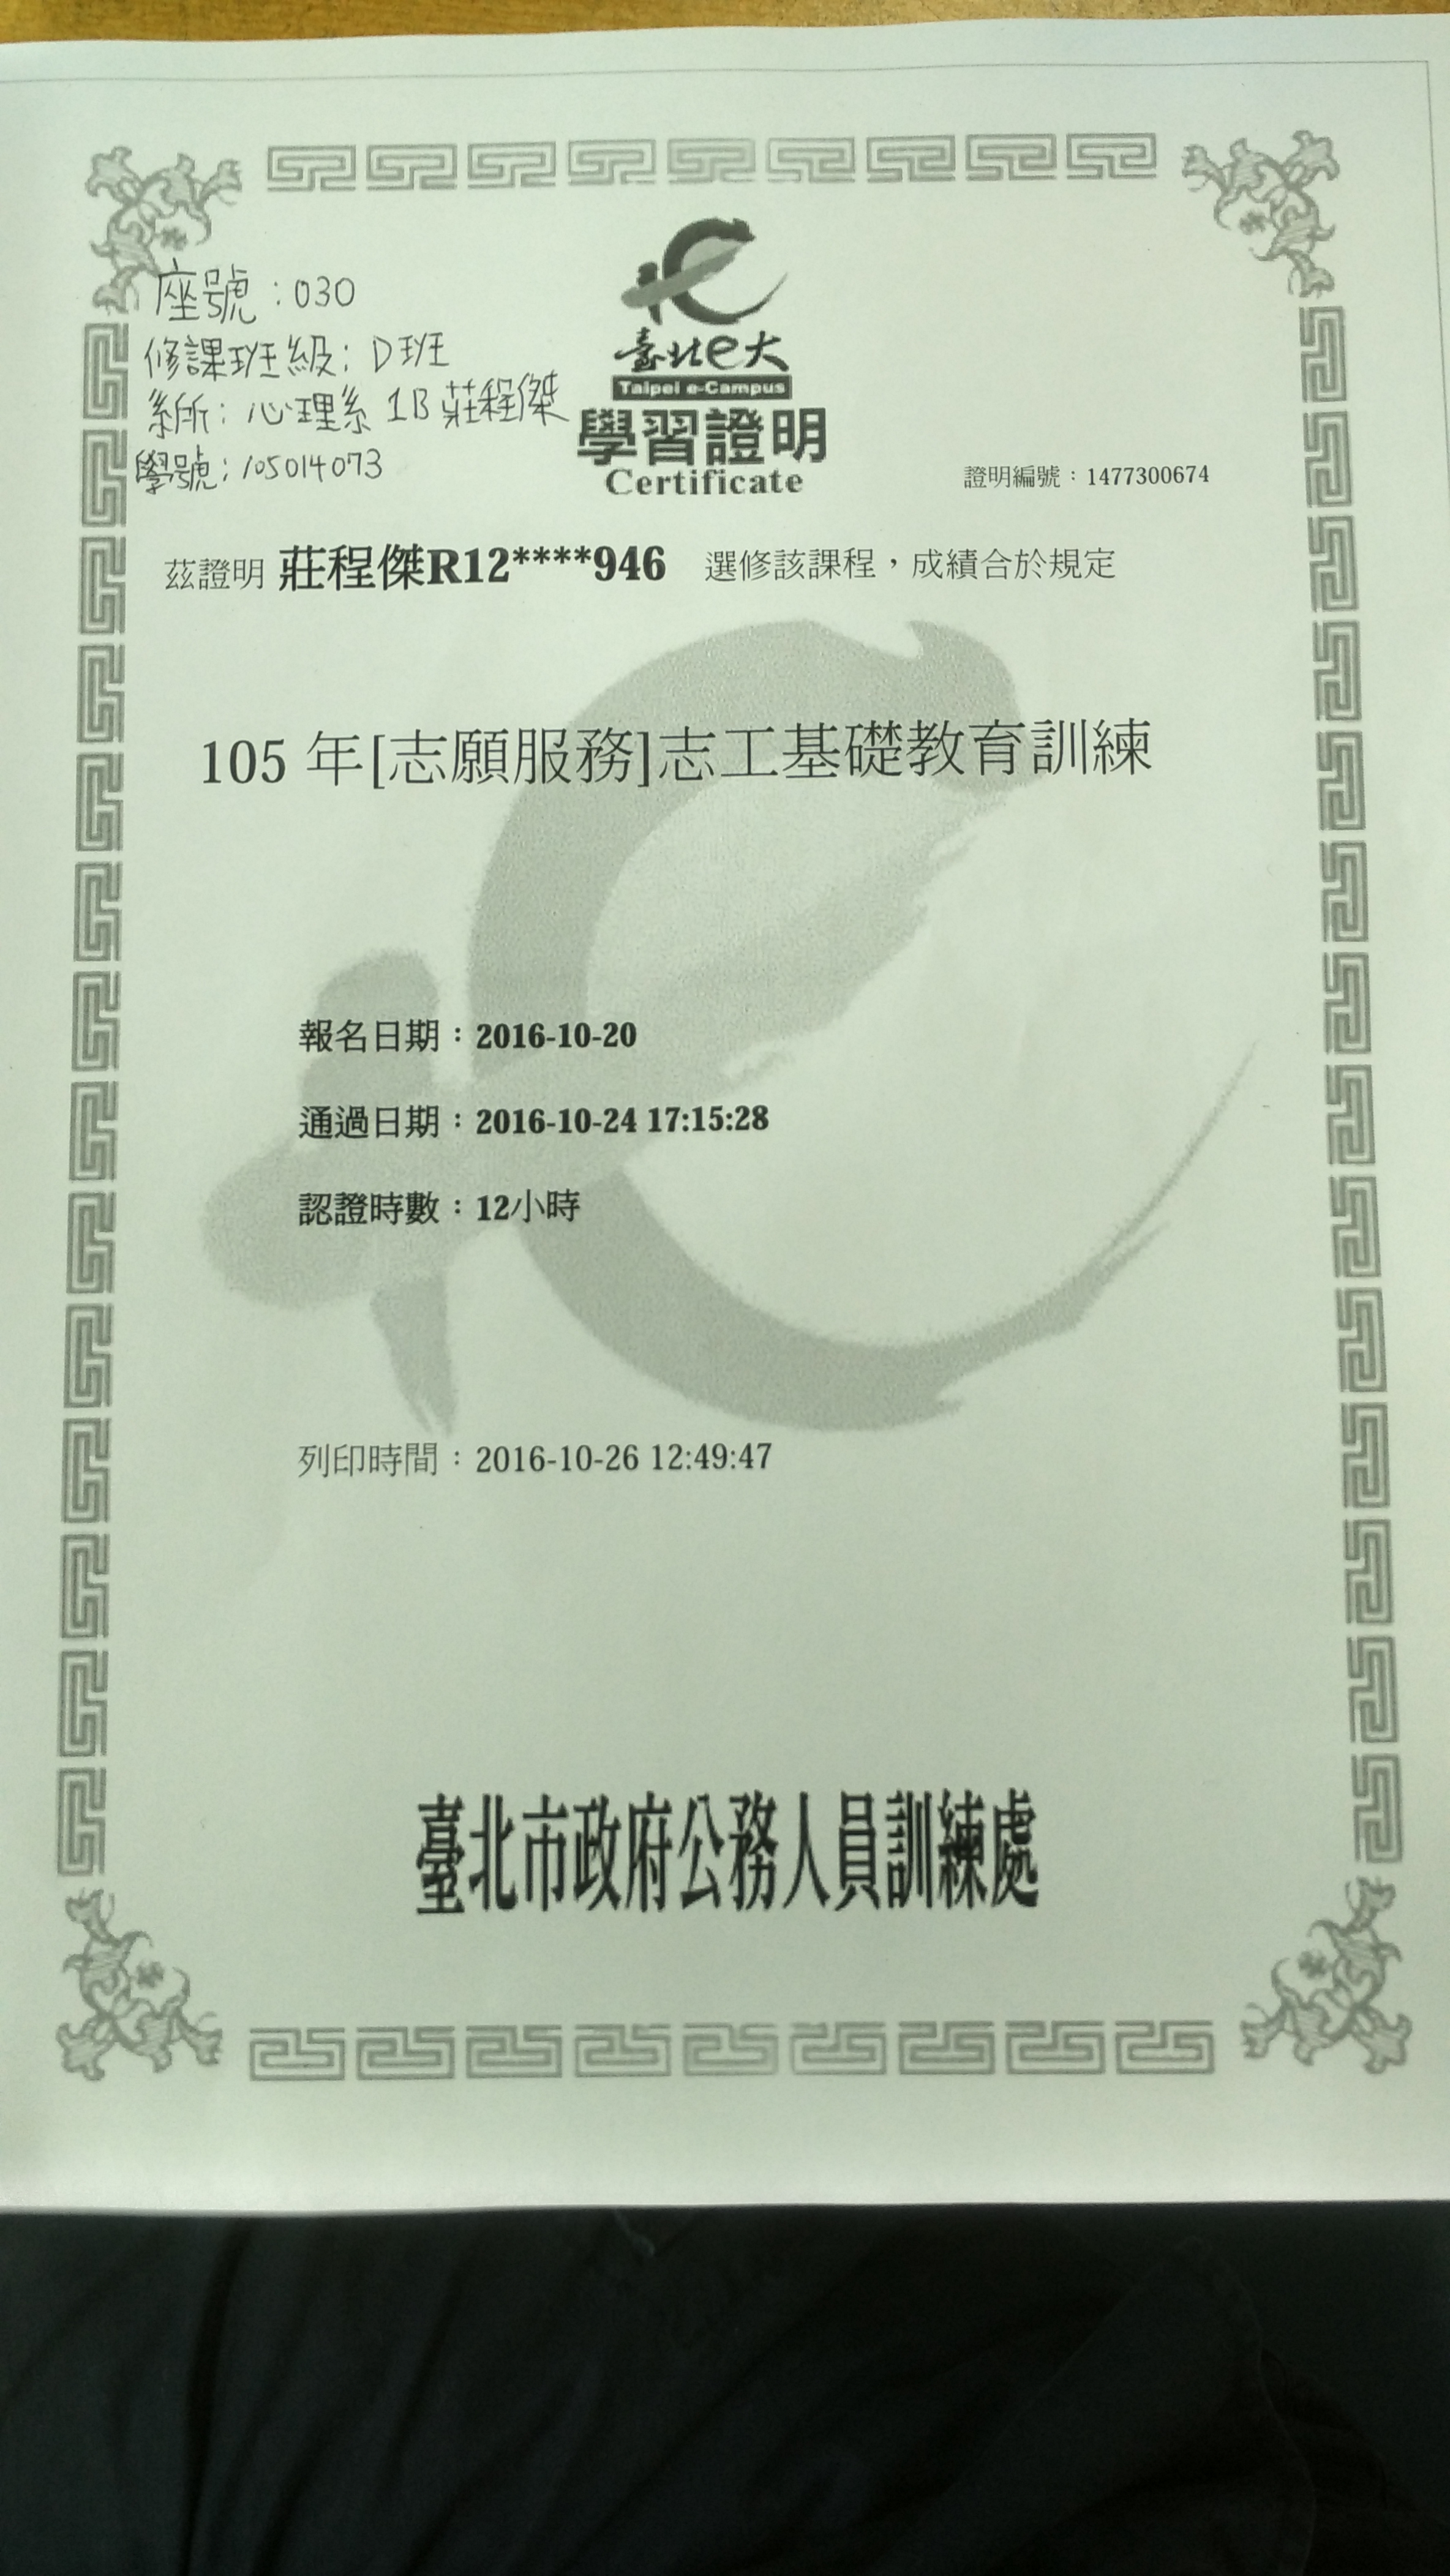 座號：030
修課班級：D班
系所：心理系 1B 莊程傑
學號：105014073
臺北e大
Taipei e-Campus
學習證明
Certificate
證明編號：1477300674
茲證明 莊程傑R12****946 選修該課程，成績合於規定
105 年[志願服務]志工基礎教育訓練
報名日期：2016-10-20
通過日期：2016-10-24 17:15:28
認證時數：12小時
列印時間：2016-10-26 12:49:47
臺北市政府公務人員訓練處